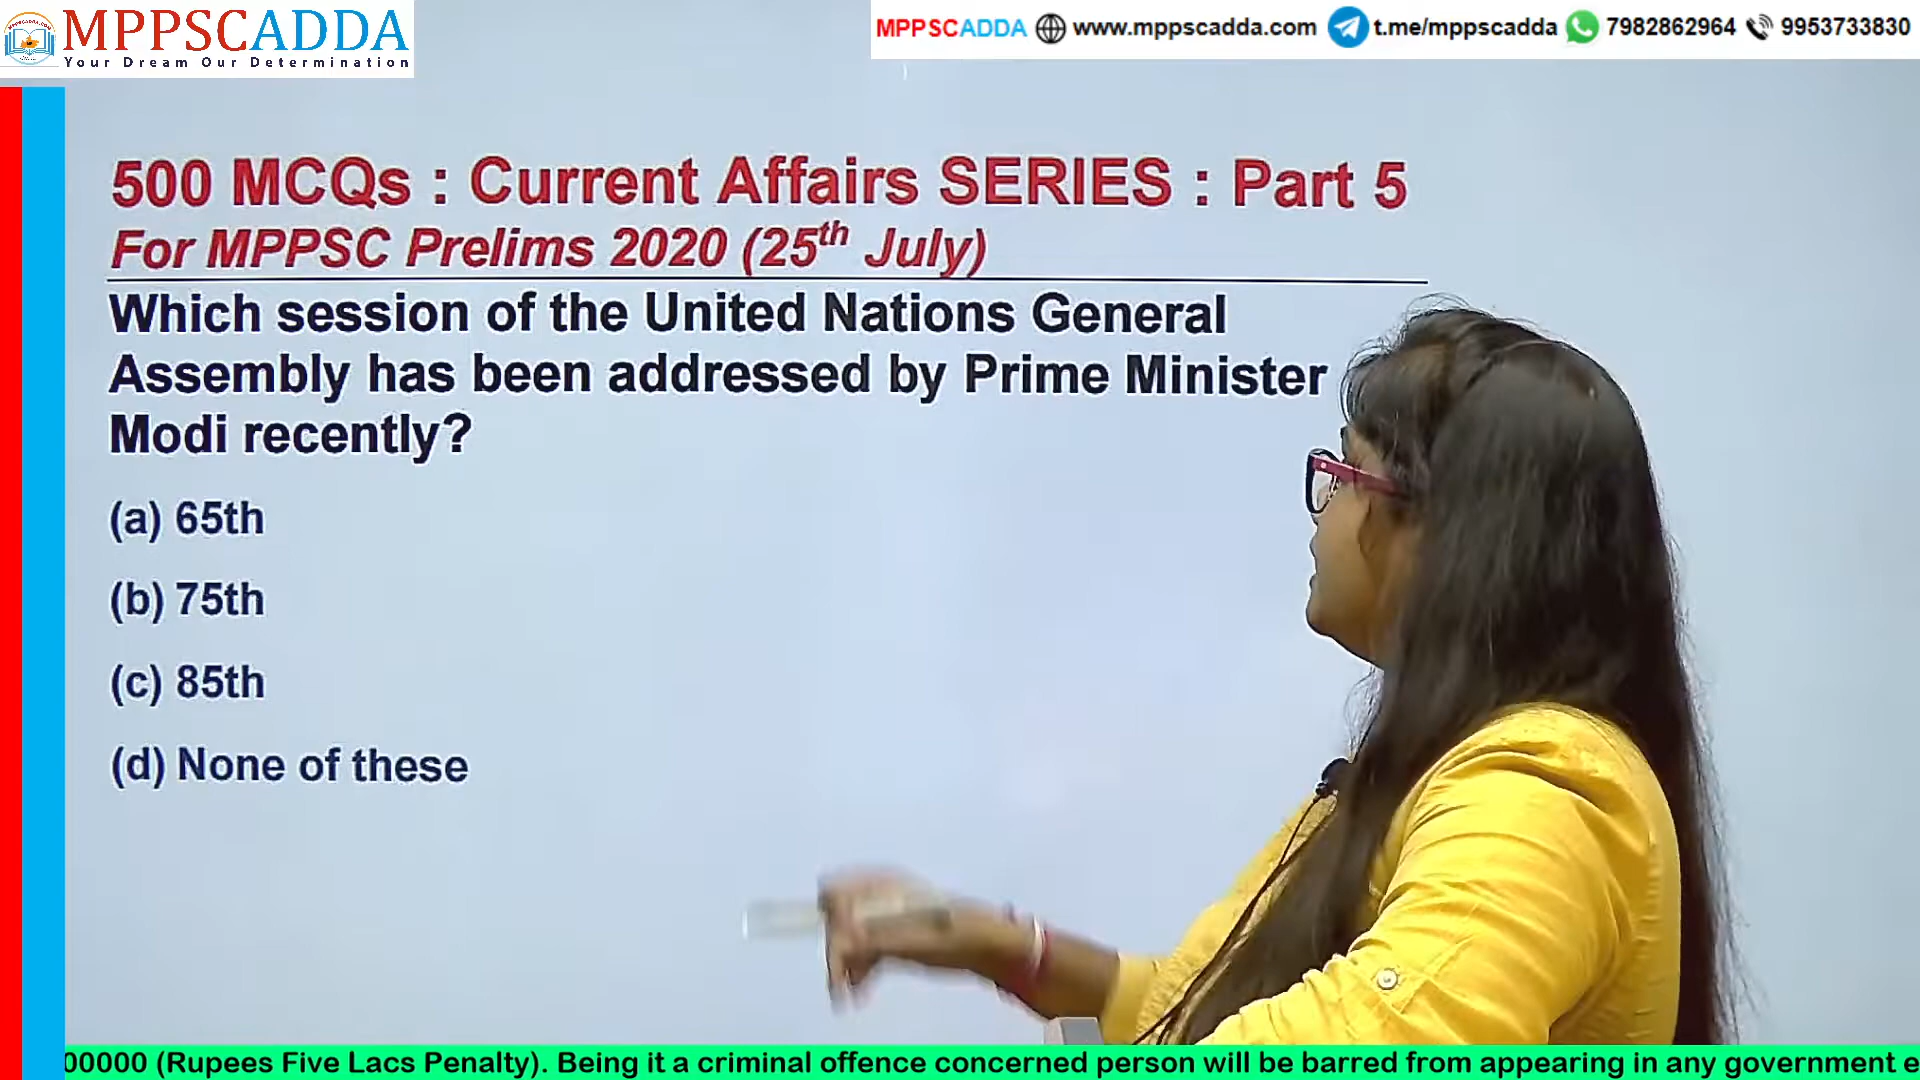 MPPSCADDA
Your Dream Our Determination
MPPSCADDA www.mppscadda.com t.me/mppscadda 7982862964 9953733830
500 MCQs : Current Affairs SERIES : Part 5
For MPPSC Prelims 2020 (25th July)
Which session of the United Nations General
Assembly has been addressed by Prime Minister
Modi recently?
(a) 65th
(b) 75th
(c) 85th
(d) None of these
00000 (Rupees Five Lacs Penalty). Being it a criminal offence concerned person will be barred from appearing in any government e